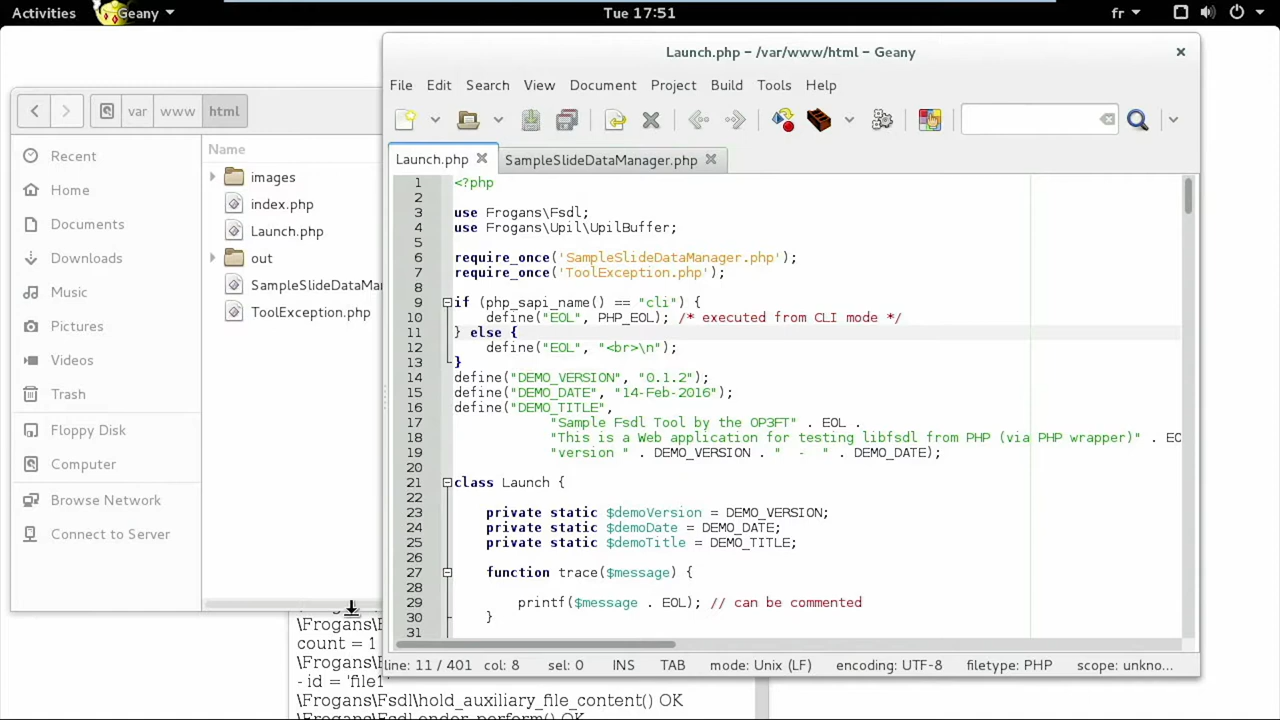 Activities Geany Tue 17:51 fr
Launch.php – /var/www/html – Geany
File Edit Search View Document Project Build Tools Help
var www html
Name
Recent
Home
Documents
Downloads
Music
Pictures
Videos
Trash
Floppy Disk
Computer
Browse Network
Connect to Server
images
index.php
Launch.php
out
SampleSlideDataMa
ToolException.php
Launch.php SampleSlideDataManager.php
1 <?php
2
3 use Frogans\Fsdl;
4 use Frogans\Upil\UpilBuffer;
5
6 require_once('SampleSlideDataManager.php');
7 require_once('ToolException.php');
8
9 if (php_sapi_name() == "cli") {
10 define("EOL", PHP_EOL); /* executed from CLI mode */
11 } else {
12 define("EOL", "<br>\n");
13 }
14 define("DEMO_VERSION", "0.1.2");
15 define("DEMO_DATE", "14-Feb-2016");
16 define("DEMO_TITLE",
17 "Sample Fsdl Tool by the OP3FT" . EOL .
18 "This is a Web application for testing libfsdl from PHP (via PHP wrapper)" . EO
19 "version " . DEMO_VERSION . " - " . DEMO_DATE);
20
21 class Launch {
22
23 private static $demoVersion = DEMO_VERSION;
24 private static $demoDate = DEMO_DATE;
25 private static $demoTitle = DEMO_TITLE;
26
27 function trace($message) {
28
29 printf($message . EOL); // can be commented
30 }
31
line: 11 / 401 col: 8 sel: 0 INS TAB mode: Unix (LF) encoding: UTF-8 filetype: PHP scope: unkno...
\Frogans\F
count = 1
\Frogans\F
- id = 'file1'
\Frogans\Fsdl\hold_auxiliary_file_content() OK